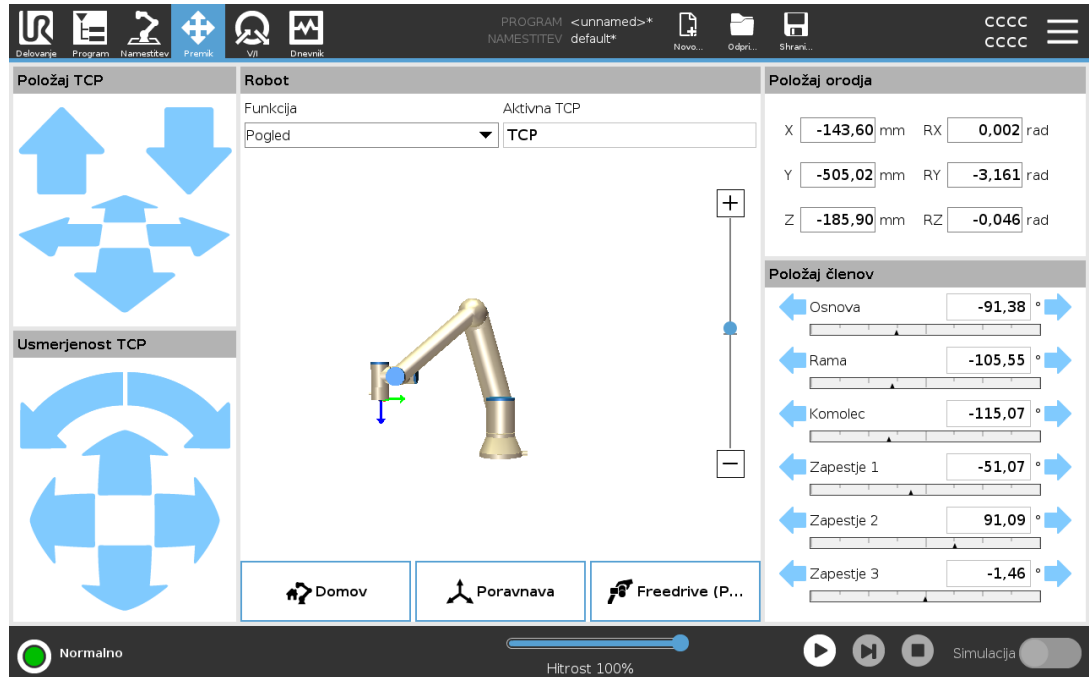 PROGRAM <unnamed>*
NAMESTITEV default*
CCCC
CCCC
Delovanje Program Namestitev Premik V/I Dnevnik Novo... Odpri... Shrani...
Položaj TCP
Robot
Položaj orodja
Funkcija Aktivna TCP
Pogled TCP
X -143,60 mm RX 0,002 rad
Y -505,02 mm RY -3,161 rad
Z -185,90 mm RZ -0,046 rad
Položaj členov
Osnova -91,38 °
Usmerjenost TCP
Rama -105,55 °
Komolec -115,07 °
Zapestje 1 -51,07 °
Zapestje 2 91,09 °
Zapestje 3 -1,46 °
Domov Poravnava Freedrive (P...
Normalno
Hitrost 100%
Simulacija